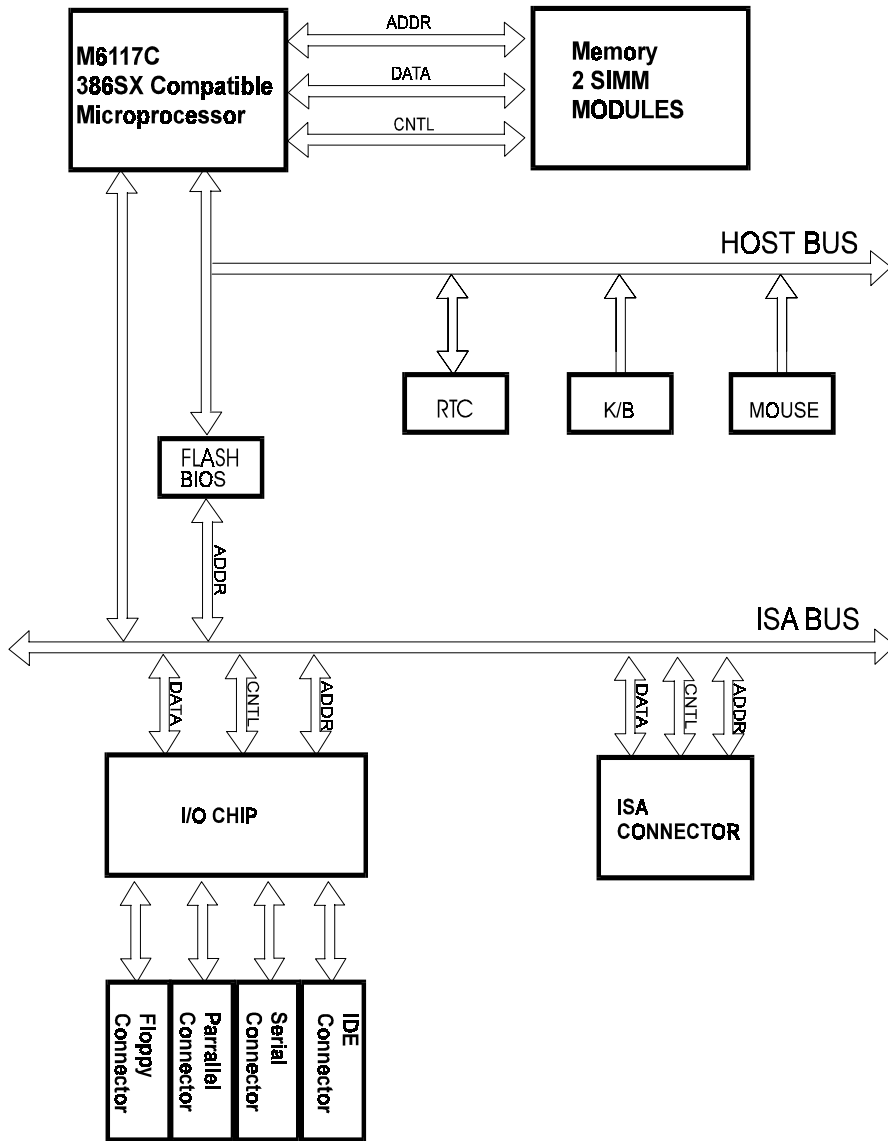 M6117C
386SX Compatible
Microprocessor
ADDR
DATA
CNTL
Memory
2 SIMM
MODULES
HOST BUS
RTC
K/B
MOUSE
FLASH
BIOS
ADDR
ISA BUS
DATA
CNTL
ADDR
DATA
CNTL
ADDR
I/O CHIP
ISA
CONNECTOR
Floppy
Connector
Parrallel
Connector
Serial
Connector
IDE
Connector